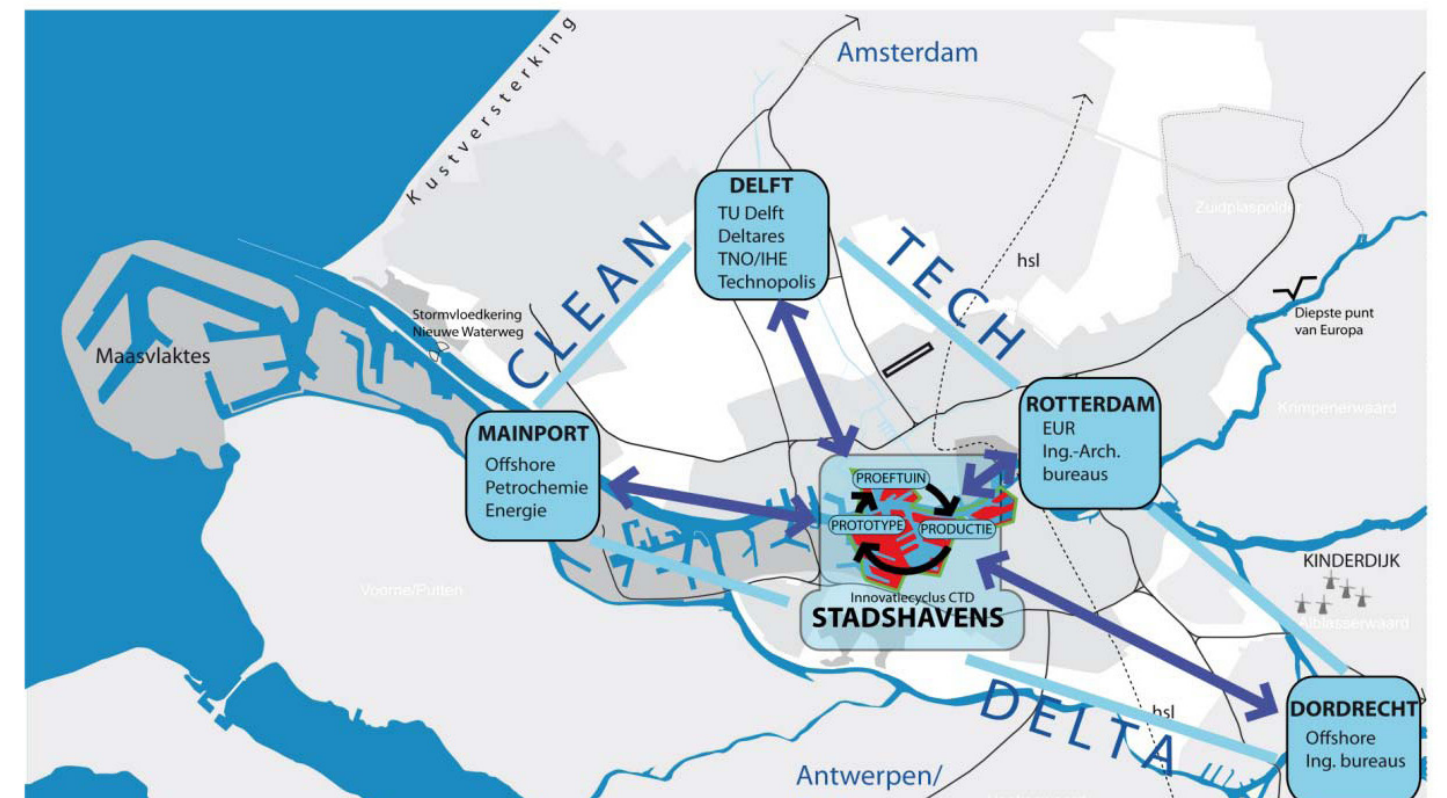 Kustversterking
Amsterdam
DELFT
TU Delft
Deltares
TNO/IHE
Technopolis
CLEAN
TECH
hsl
Zuidplaspolder
Stormvloedkering
Nieuwe Waterweg
Diepste punt
van Europa
Maasvlaktes
MAINPORT
Offshore
Petrochemie
Energie
ROTTERDAM
EUR
Ing.-Arch.
bureaus
Krimpenerwaard
PROEFTUIN
PROTOTYPE
PRODUCTIE
Innovatiecyclus CTD
STADSHAVENS
Voorne/Putten
KINDERDIJK
Alblasserwaard
DELTA
hsl
DORDRECHT
Offshore
Ing. bureaus
Antwerpen/